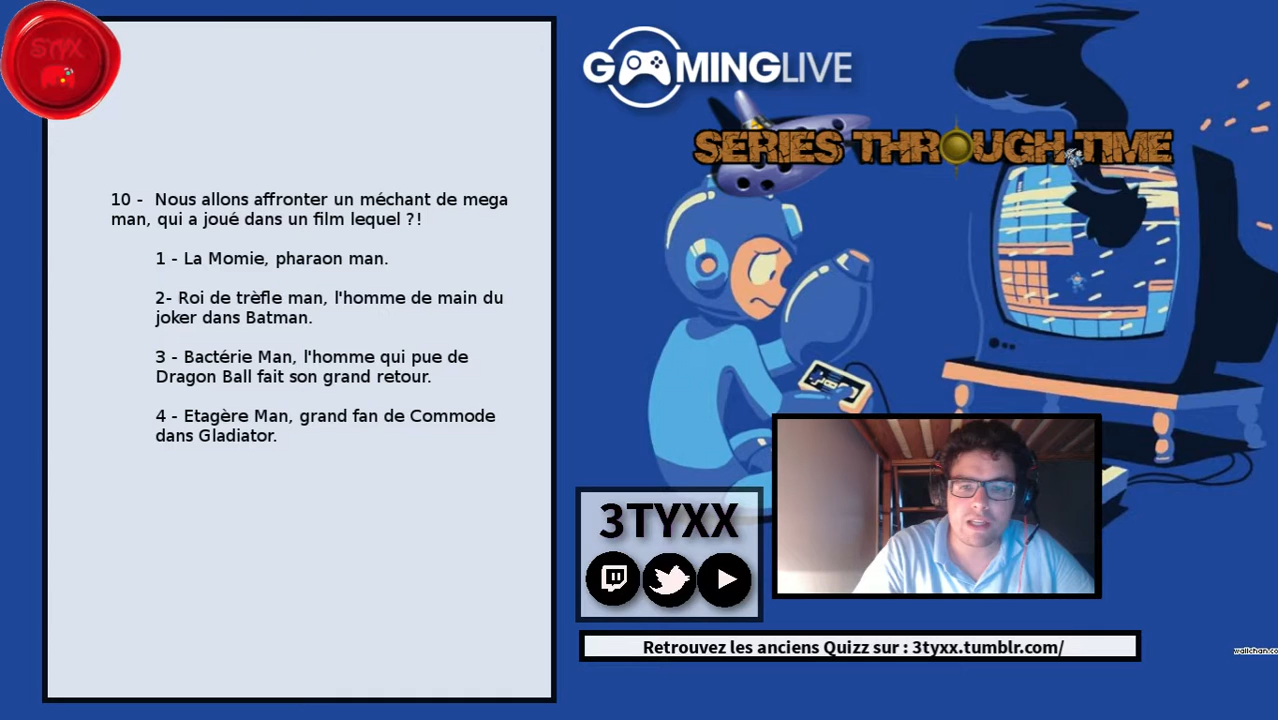 STYX
GAMINGLIVE
SERIES THROUGH TIME
10 - Nous allons affronter un méchant de mega
man, qui a joué dans un film lequel ?!
1 - La Momie, pharaon man.
2- Roi de trèfle man, l'homme de main du
joker dans Batman.
3 - Bactérie Man, l'homme qui pue de
Dragon Ball fait son grand retour.
4 - Etagère Man, grand fan de Commode
dans Gladiator.
3TYXX
Retrouvez les anciens Quizz sur : 3tyxx.tumblr.com/